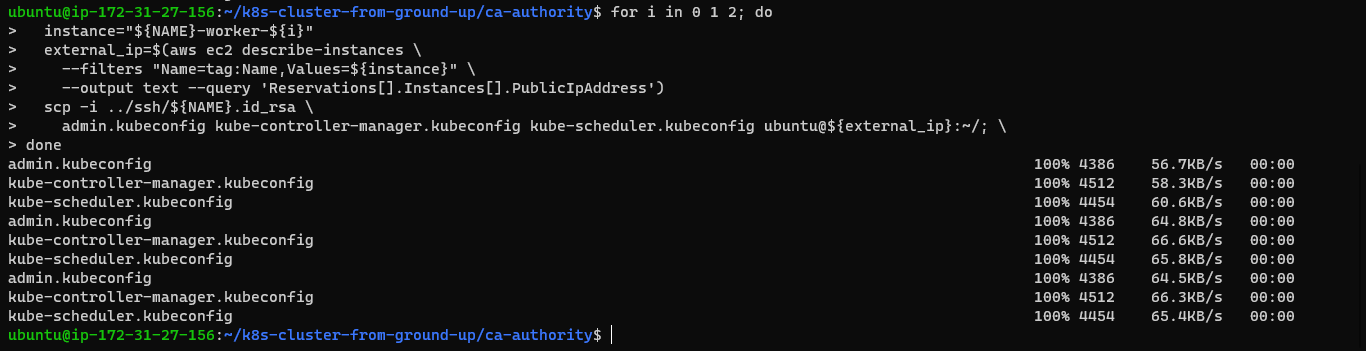 ubuntu@ip-172-31-27-156:~/k8s-cluster-from-ground-up/ca-authority$ for i in 0 1 2; do
>   instance="${NAME}-worker-${i}"
>   external_ip=$(aws ec2 describe-instances \
>     --filters "Name=tag:Name,Values=${instance}" \
>     --output text --query 'Reservations[].Instances[].PublicIpAddress')
>   scp -i ../ssh/${NAME}.id_rsa \
>     admin.kubeconfig kube-controller-manager.kubeconfig kube-scheduler.kubeconfig ubuntu@${external_ip}:~/; \
> done
admin.kubeconfig 100% 4386 56.7KB/s 00:00
kube-controller-manager.kubeconfig 100% 4512 58.3KB/s 00:00
kube-scheduler.kubeconfig 100% 4454 60.6KB/s 00:00
admin.kubeconfig 100% 4386 64.8KB/s 00:00
kube-controller-manager.kubeconfig 100% 4512 66.6KB/s 00:00
kube-scheduler.kubeconfig 100% 4454 65.8KB/s 00:00
admin.kubeconfig 100% 4386 64.5KB/s 00:00
kube-controller-manager.kubeconfig 100% 4512 66.3KB/s 00:00
kube-scheduler.kubeconfig 100% 4454 65.4KB/s 00:00
ubuntu@ip-172-31-27-156:~/k8s-cluster-from-ground-up/ca-authority$